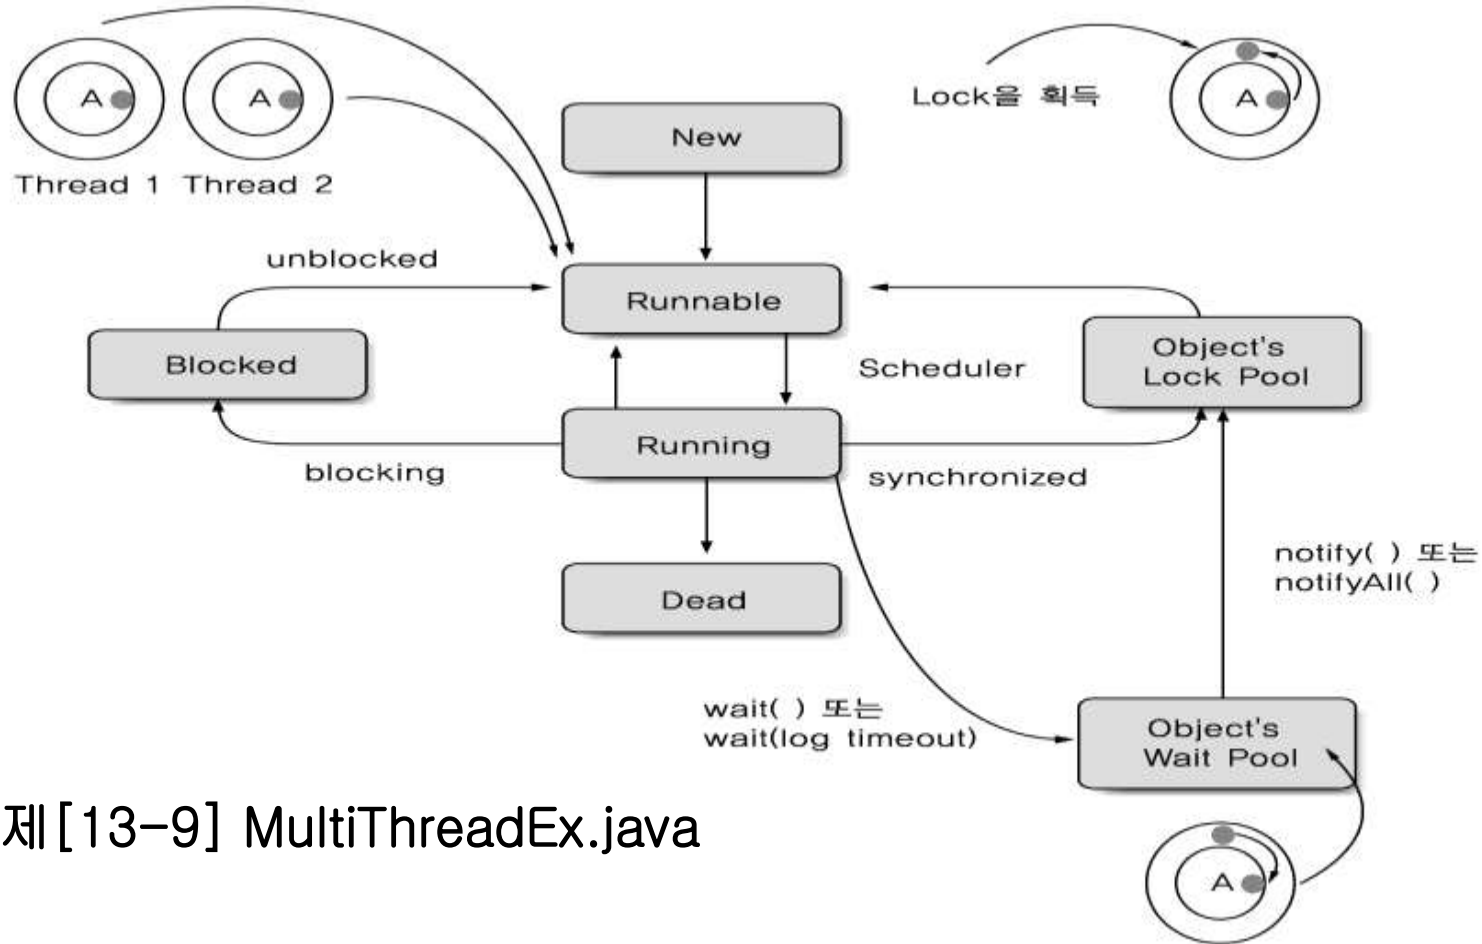 A
A
Thread 1
Thread 2
New
Lock을 획득
A
unblocked
Runnable
Blocked
Scheduler
Object's
Lock Pool
Running
blocking
synchronized
notify( ) 또는
notifyAll( )
Dead
wait( ) 또는
wait(log timeout)
Object's
Wait Pool
제[13-9] MultiThreadEx.java
A